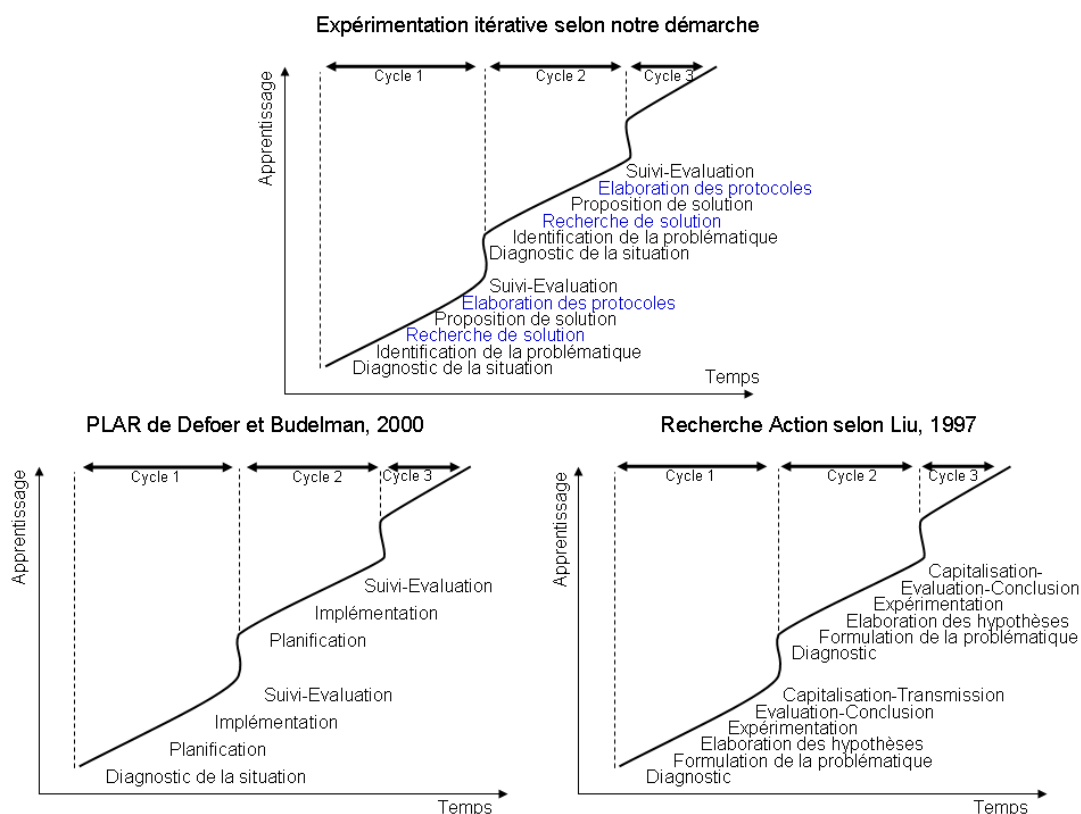 Expérimentation itérative selon notre démarche
Cycle 1
Cycle 2
Cycle 3
Apprentissage
Suivi-Evaluation
Elaboration des protocoles
Proposition de solution
Recherche de solution
Identification de la problématique
Diagnostic de la situation
Suivi-Evaluation
Elaboration des protocoles
Proposition de solution
Recherche de solution
Identification de la problématique
Diagnostic de la situation
Temps
PLAR de Defoer et Budelman, 2000
Cycle 1
Cycle 2
Cycle 3
Apprentissage
Suivi-Evaluation
Implémentation
Planification
Suivi-Evaluation
Implémentation
Planification
Diagnostic de la situation
Temps
Recherche Action selon Liu, 1997
Cycle 1
Cycle 2
Cycle 3
Apprentissage
Capitalisation-
Evaluation-Conclusion
Expérimentation
Elaboration des hypothèses
Formulation de la problématique
Diagnostic
Capitalisation-Transmission
Evaluation-Conclusion
Expérimentation
Elaboration des hypothèses
Formulation de la problématique
Diagnostic
Temps